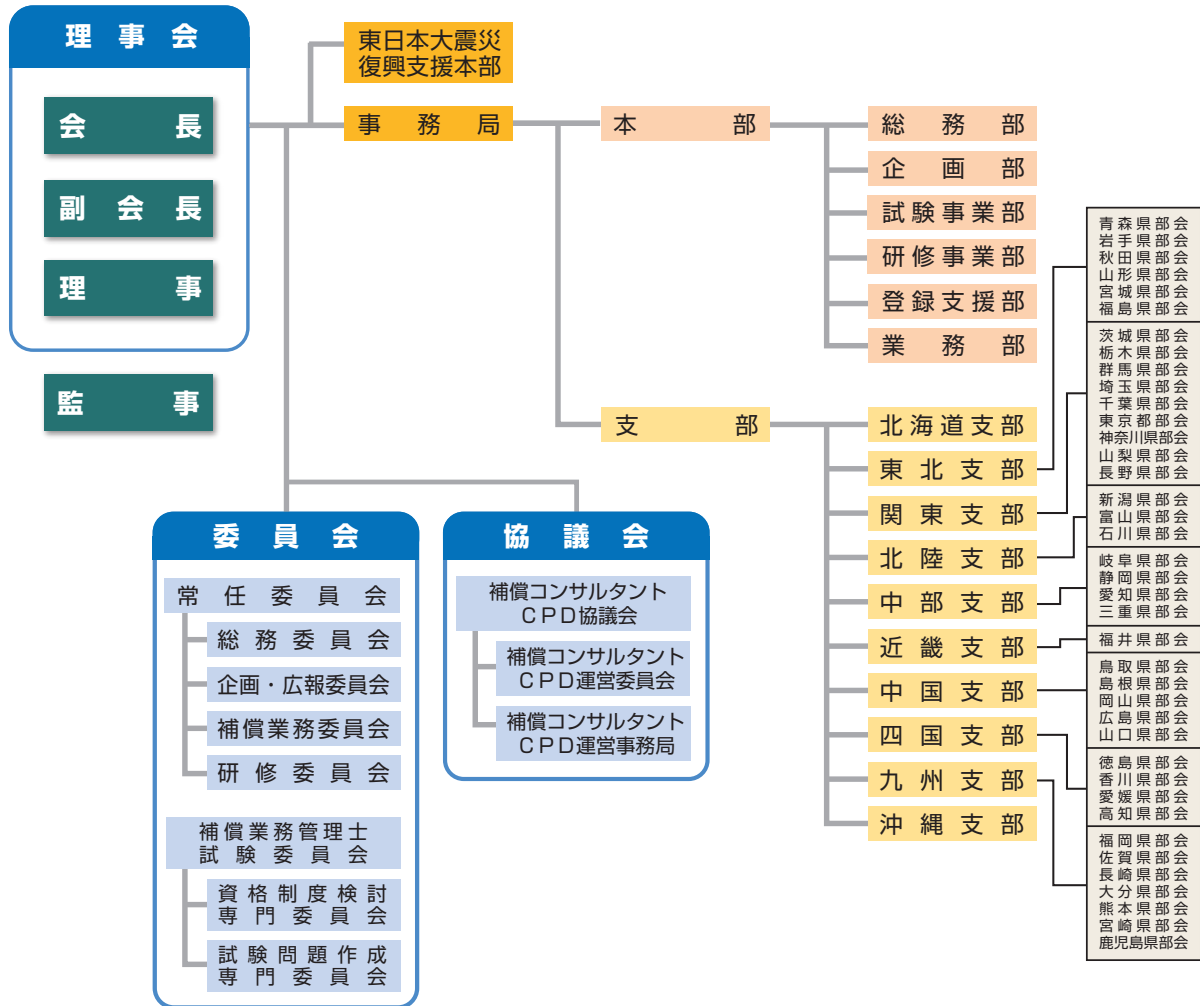 理事会
会長
副会長
理事
監事
東日本大震災
復興支援本部
事務局
本部
総務部
企画部
試験事業部
研修事業部
登録支援部
業務部
支部
北海道支部
東北支部
関東支部
北陸支部
中部支部
近畿支部
中国支部
四国支部
九州支部
沖縄支部
青森県部会
岩手県部会
秋田県部会
山形県部会
宮城県部会
福島県部会
茨城県部会
栃木県部会
群馬県部会
埼玉県部会
千葉県部会
東京都部会
神奈川県部会
山梨県部会
長野県部会
新潟県部会
富山県部会
石川県部会
岐阜県部会
静岡県部会
愛知県部会
三重県部会
福井県部会
鳥取県部会
島根県部会
岡山県部会
広島県部会
山口県部会
徳島県部会
香川県部会
愛媛県部会
高知県部会
福岡県部会
佐賀県部会
長崎県部会
大分県部会
熊本県部会
宮崎県部会
鹿児島県部会
委員会
常任委員会
総務委員会
企画・広報委員会
補償業務委員会
研修委員会
補償業務管理士
試験委員会
資格制度検討
専門委員会
試験問題作成
専門委員会
協議会
補償コンサルタント
ＣＰＤ協議会
補償コンサルタント
ＣＰＤ運営委員会
補償コンサルタント
ＣＰＤ運営事務局